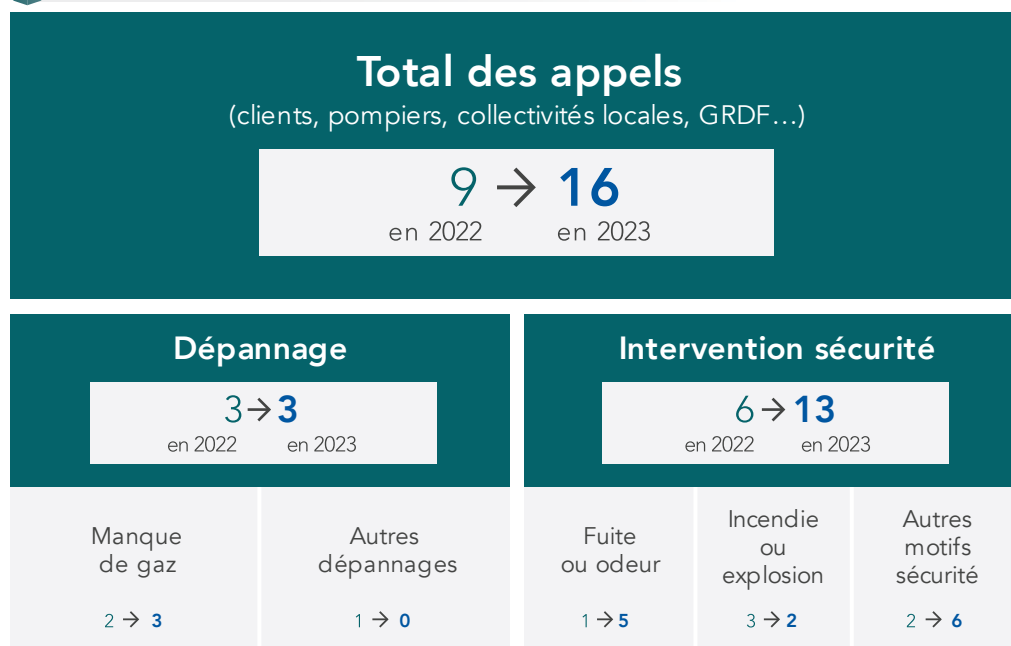 Total des appels
(clients, pompiers, collectivités locales, GRDF…)
9 → 16
en 2022 en 2023
Dépannage
3 → 3
en 2022 en 2023
Manque
de gaz
2 → 3
Autres
dépannages
1 → 0
Intervention sécurité
6 → 13
en 2022 en 2023
Fuite
ou odeur
1 → 5
Incendie
ou
explosion
3 → 2
Autres
motifs
sécurité
2 → 6